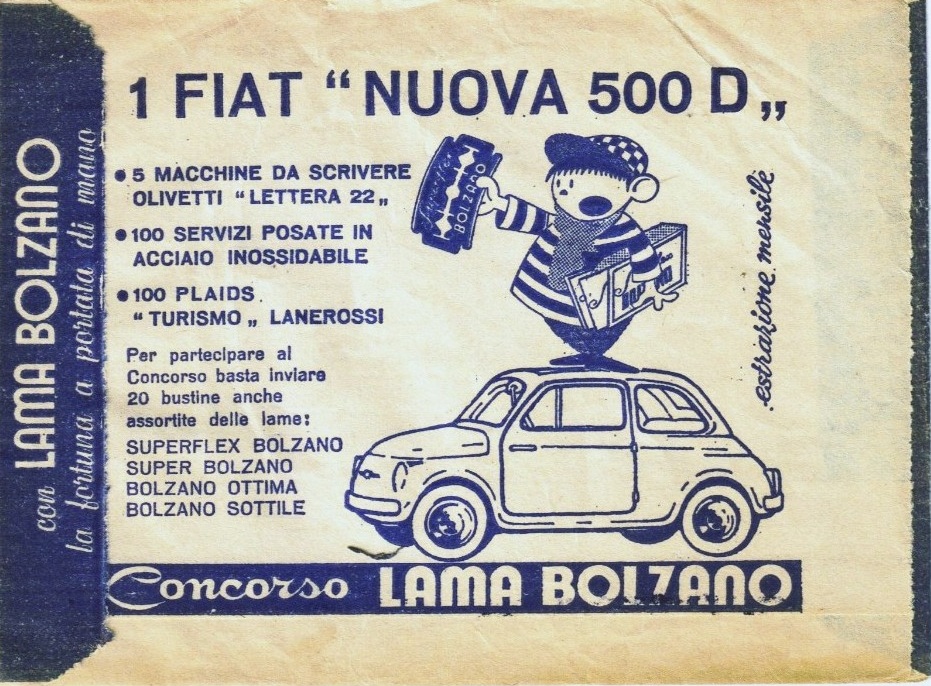 con LAMA BOLZANO
la fortuna a portata di mano
1 FIAT “ NUOVA 500 D „
• 5 MACCHINE DA SCRIVERE
OLIVETTI “ LETTERA 22 „
• 100 SERVIZI POSATE IN
ACCIAIO INOSSIDABILE
• 100 PLAIDS
“ TURISMO „ LANEROSSI
Per partecipare al
Concorso basta inviare
20 bustine anche
assortite delle lame:
SUPERFLEX BOLZANO
SUPER BOLZANO
BOLZANO OTTIMA
BOLZANO SOTTILE
Superflex
BOLZANO
estrazione mensile
Concorso LAMA BOLZANO